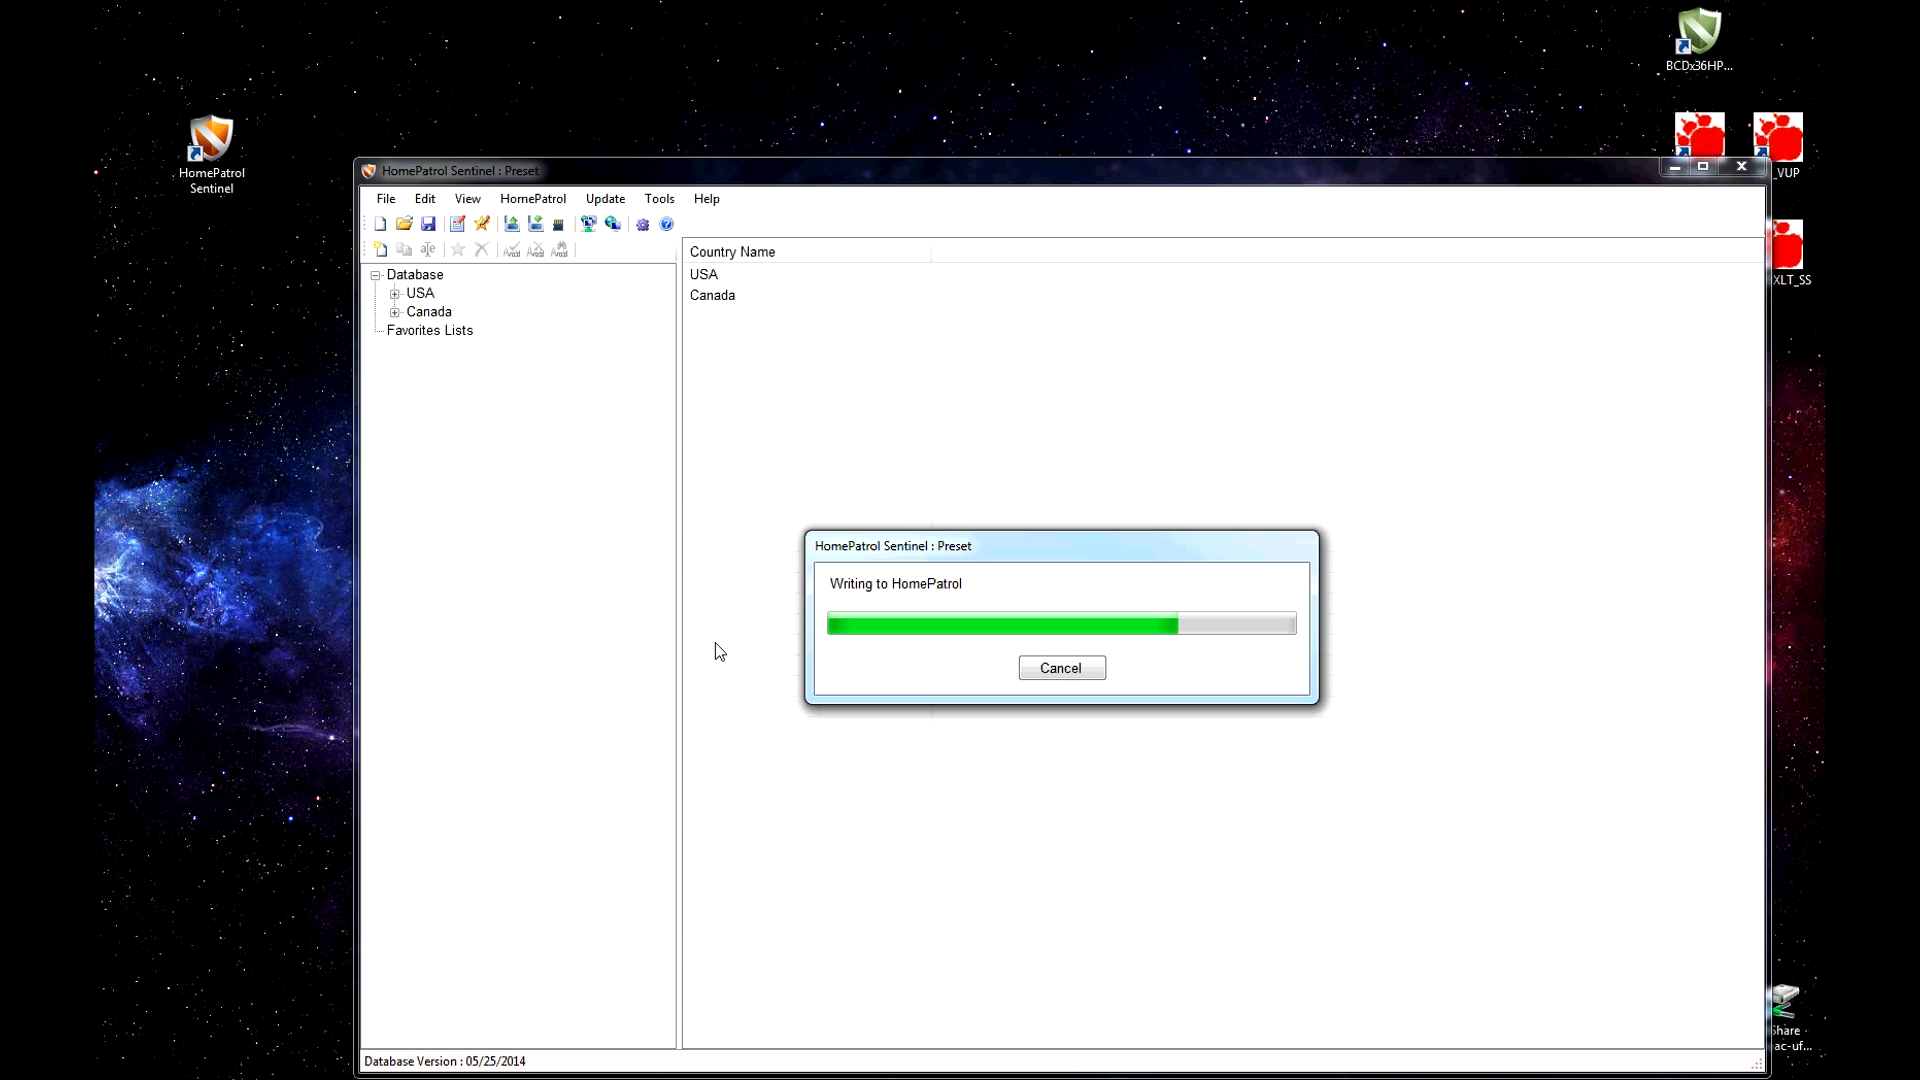 BCDx36HP...
HomePatrol
Sentinel
_VUP
XLT_SS
HomePatrol Sentinel : Preset
File Edit View HomePatrol Update Tools Help
Database
USA
Canada
Favorites Lists
Country Name
USA
Canada
HomePatrol Sentinel : Preset
Writing to HomePatrol
Cancel
Share
ac-uf...
Database Version : 05/25/2014